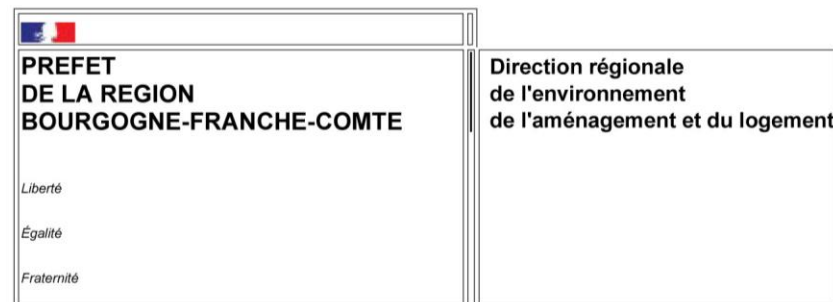 PREFET
DE LA REGION
BOURGOGNE-FRANCHE-COMTE
Liberté
Égalité
Fraternité
Direction régionale
de l'environnement
de l'aménagement et du logement